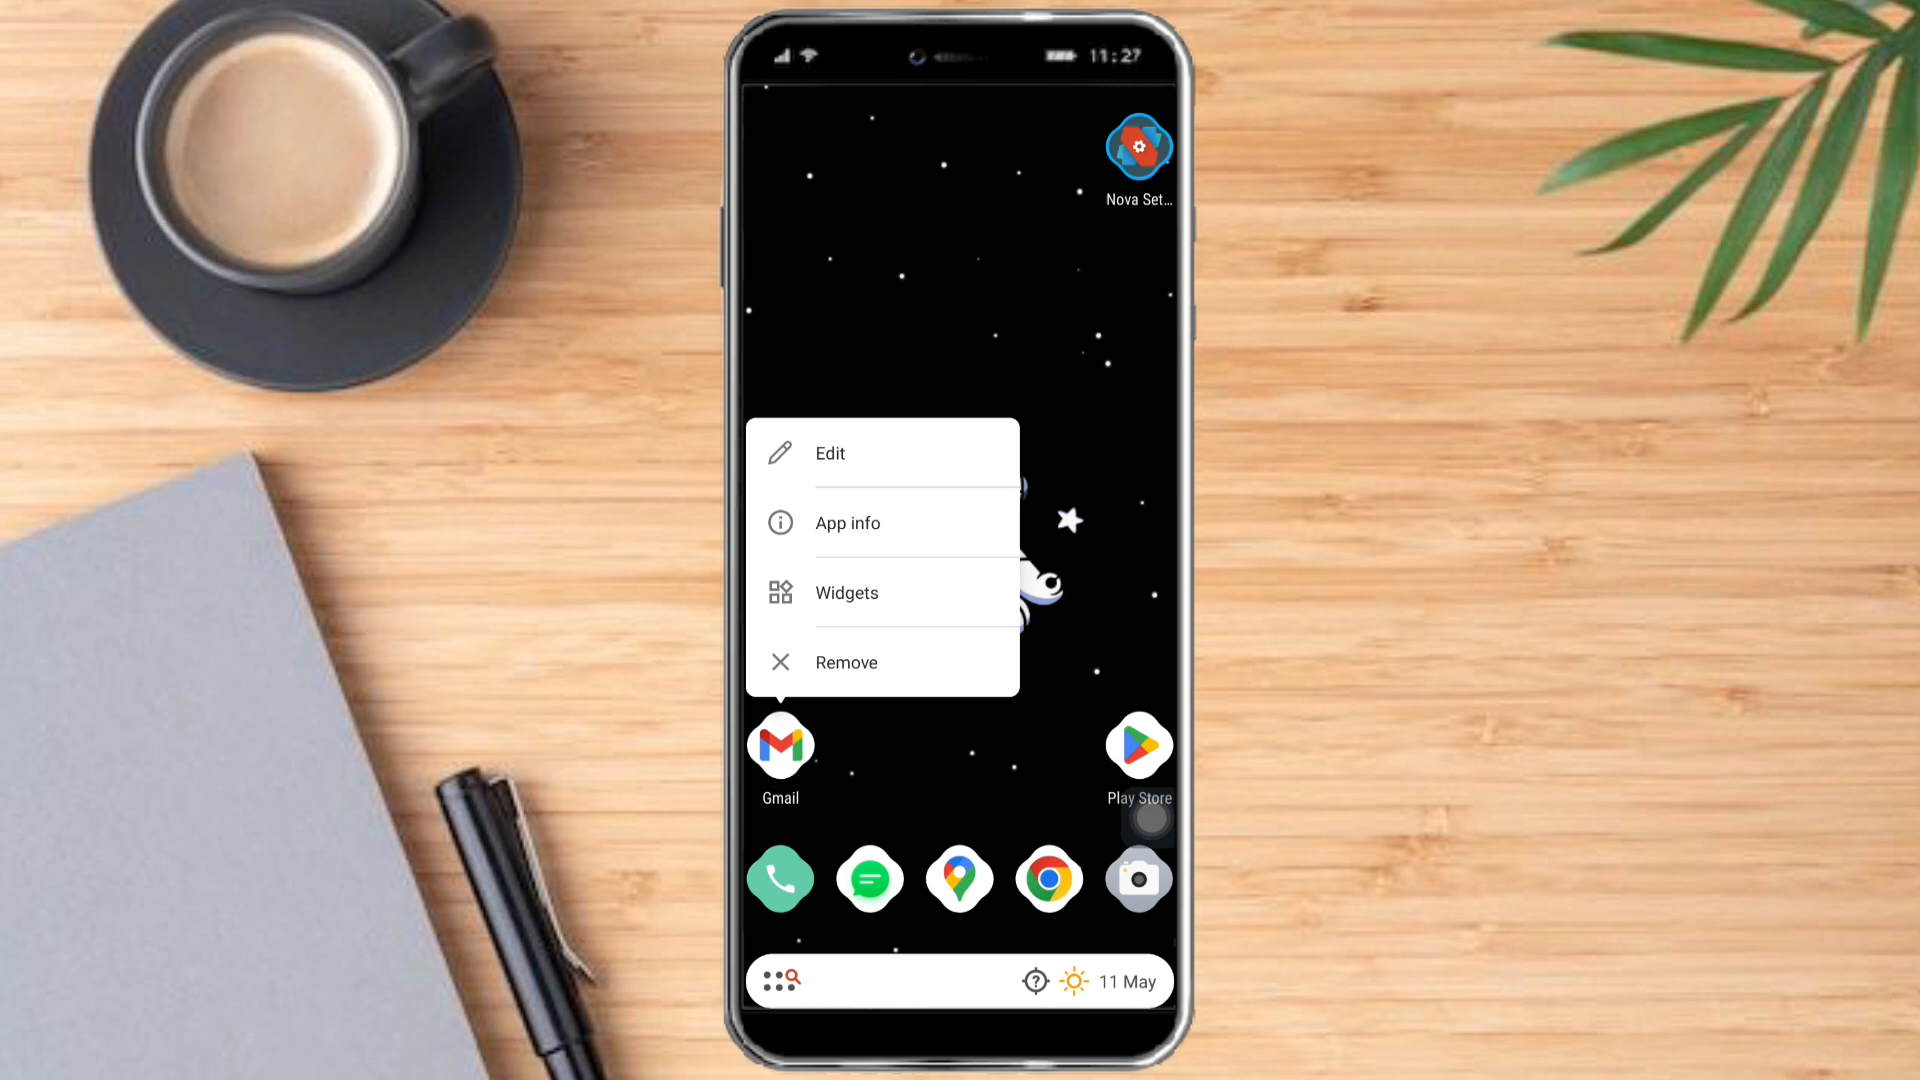 11:27
Nova Set...
Edit
App info
Widgets
Remove
Gmail
Play Store
11 May